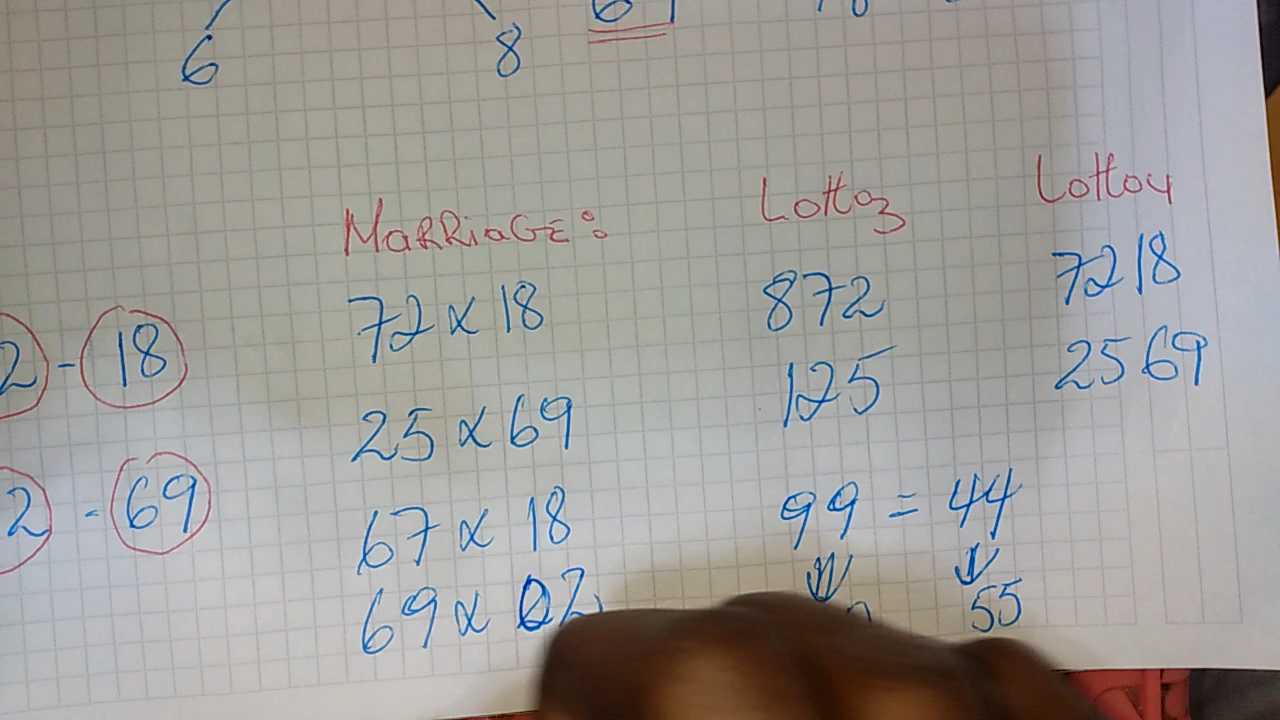 6 8
MaRRiaGE: Lotto3 Lotto4
72 x 18 872 7218
2 - 18
25 x 69 125 2569
2 - 69
67 x 18 99 = 44
69 x 02 55